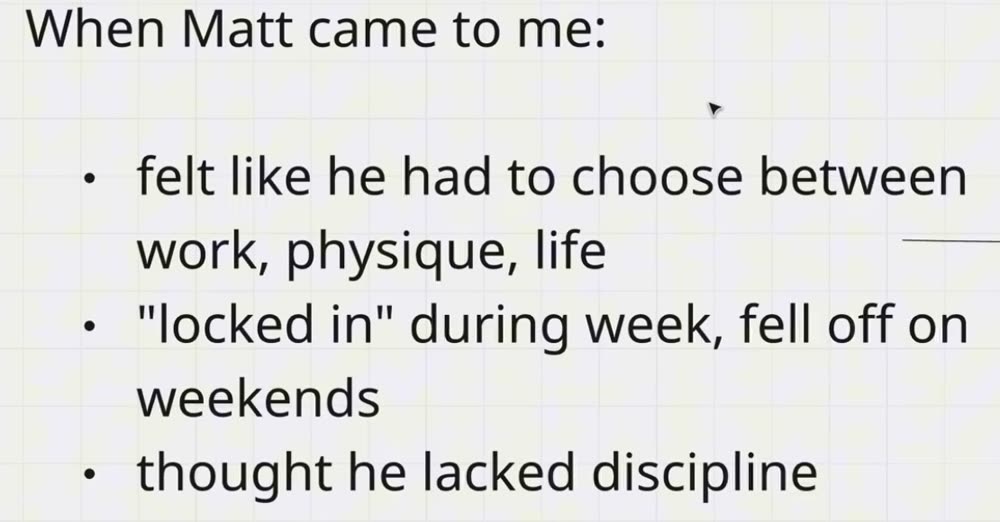 When Matt came to me:
• felt like he had to choose between
work, physique, life
• "locked in" during week, fell off on
weekends
• thought he lacked discipline